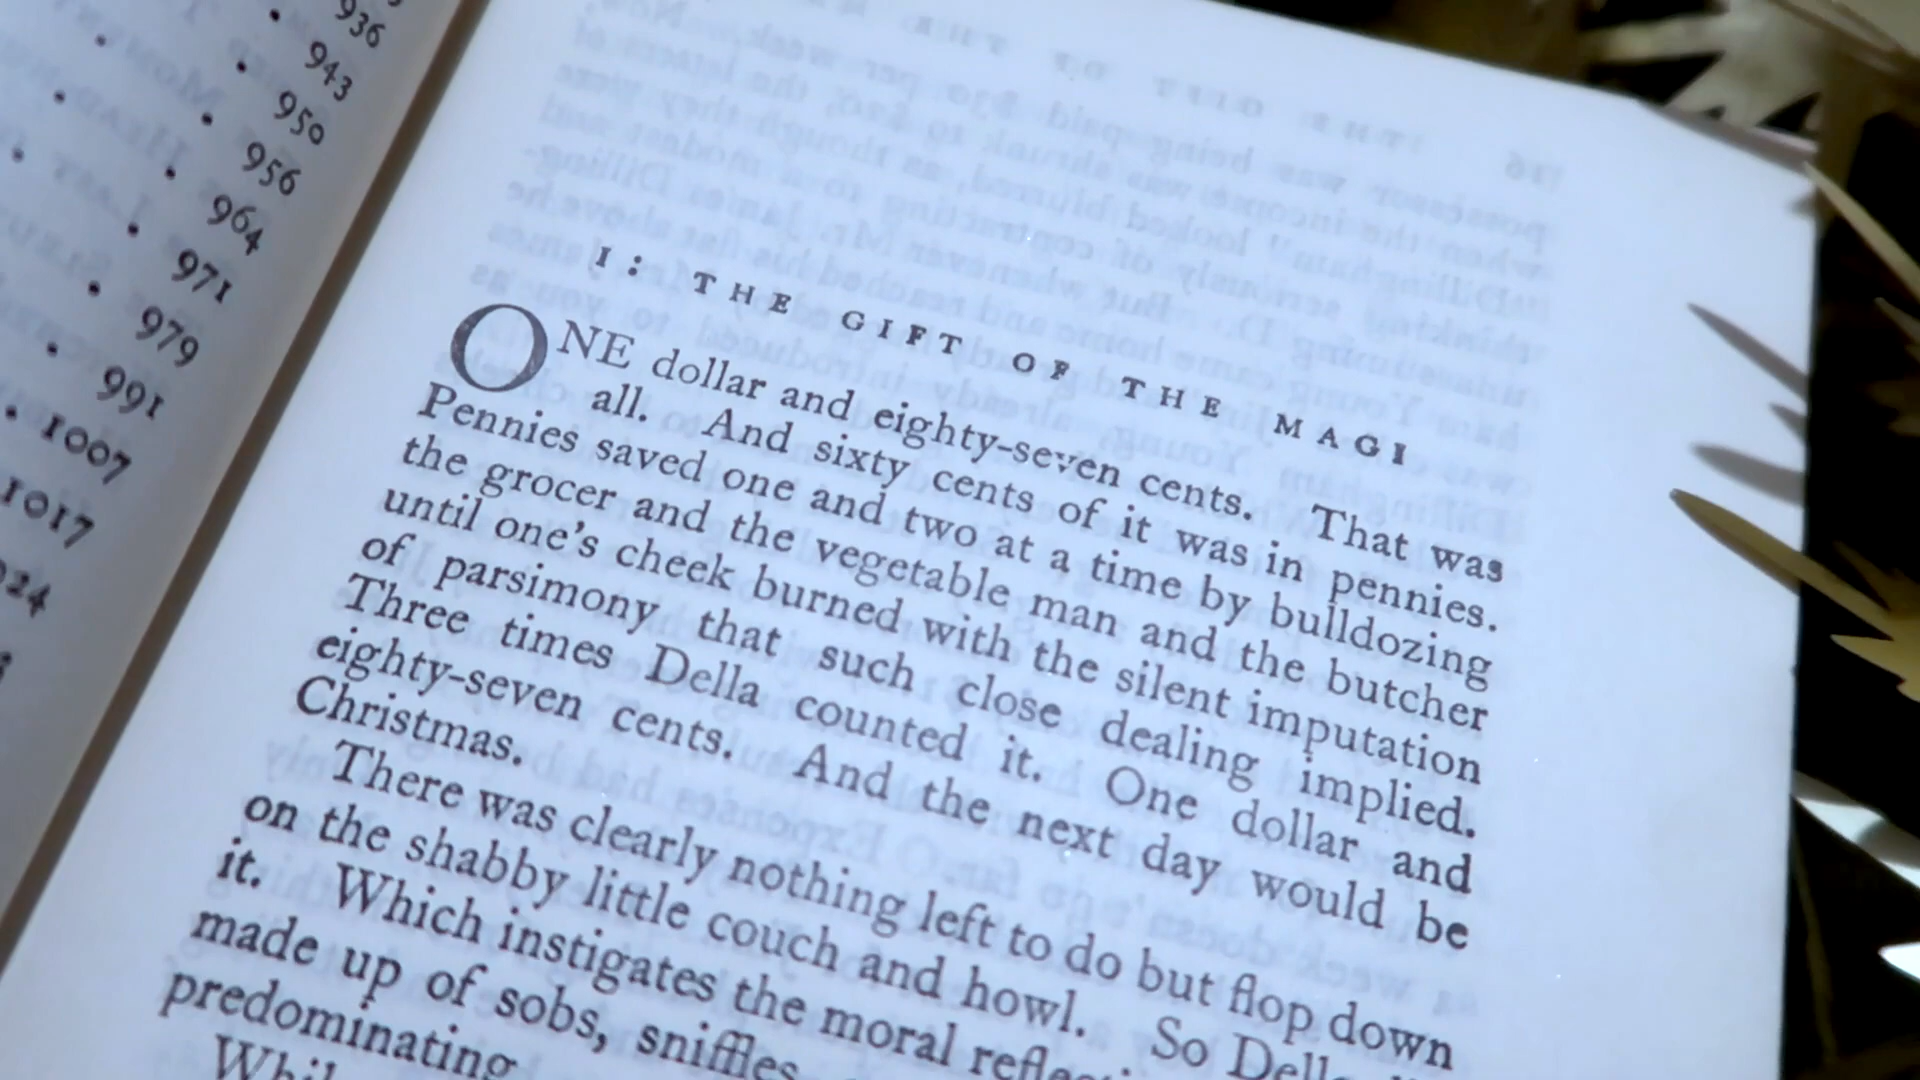 936
943
950
956
964
971
979
991
1007
1017
I: THE GIFT OF THE MAGI
ONE dollar and eighty-seven cents. That was
all. And sixty cents of it was in pennies.
Pennies saved one and two at a time by bulldozing
the grocer and the vegetable man and the butcher
until one's cheek burned with the silent imputation
of parsimony that such close dealing implied.
Three times Della counted it. One dollar and
eighty-seven cents. And the next day would be
Christmas.
There was clearly nothing left to do but flop down
on the shabby little couch and howl. So
it. Which instigates the moral
made up of sobs, sniffles,
predominating